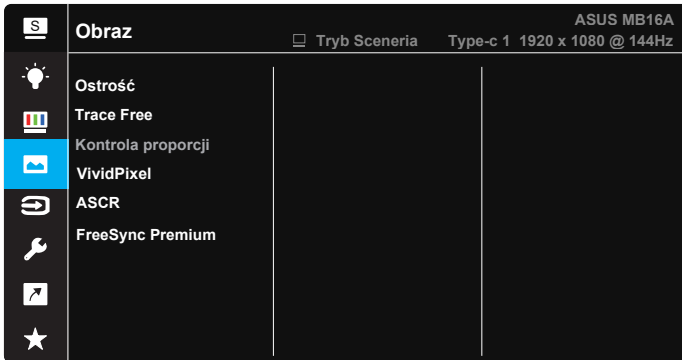 S
Obraz
ASUS MB16A
Tryb Sceneria Type-c 1 1920 x 1080 @ 144Hz
Ostrość
Trace Free
Kontrola proporcji
VividPixel
ASCR
FreeSync Premium